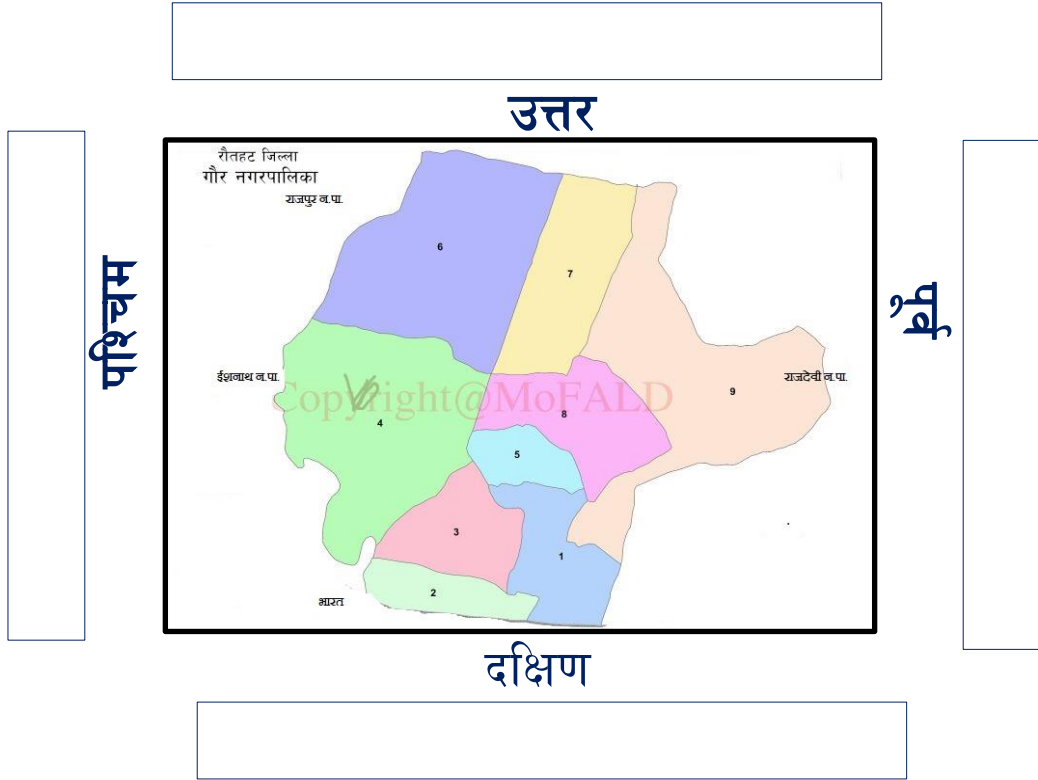 उत्तर
रौतहट जिल्ला
गौर नगरपालिका
राजपुर न.पा.
6
7
पश्चिम
पूर्व
ईशनाथ न.पा.
राजदेवी न.पा.
9
Copyright@MoFALD
8
4
5
3
1
2
भारत
दक्षिण